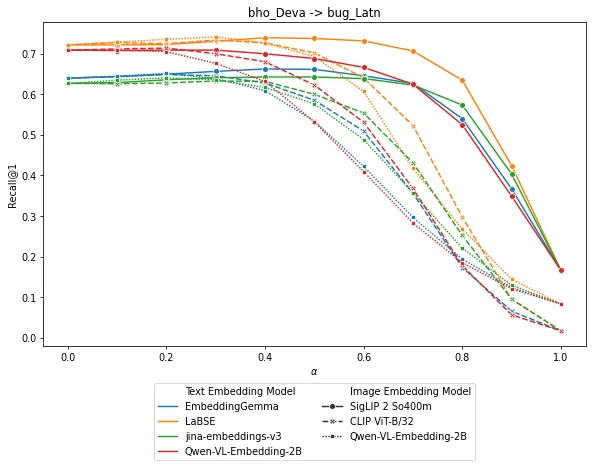 bho_Deva -> bug_Latn
Recall@1
0.7
0.6
0.5
0.4
0.3
0.2
0.1
0.0
0.0 0.2 0.4 0.6 0.8 1.0
α
Text Embedding Model Image Embedding Model
EmbeddingGemma SigLIP 2 So400m
LaBSE CLIP ViT-B/32
jina-embeddings-v3 Qwen-VL-Embedding-2B
Qwen-VL-Embedding-2B